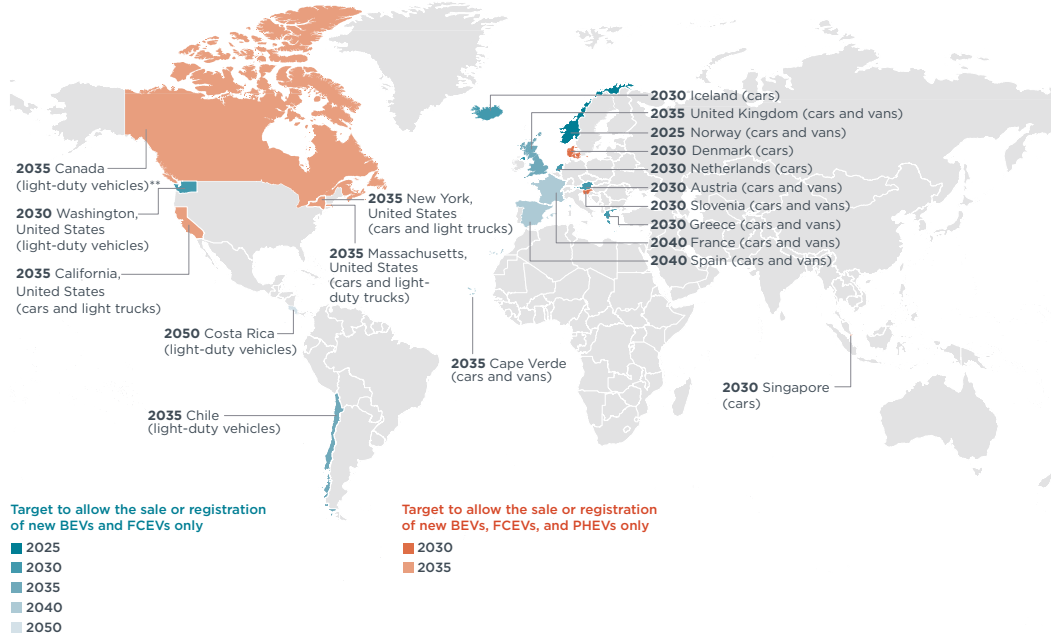 2030 Iceland (cars)
2035 United Kingdom (cars and vans)
2025 Norway (cars and vans)
2030 Denmark (cars)
2030 Netherlands (cars)
2030 Austria (cars and vans)
2030 Slovenia (cars and vans)
2030 Greece (cars and vans)
2040 France (cars and vans)
2040 Spain (cars and vans)
2035 Canada
(light-duty vehicles)**
2030 Washington,
United States
(light-duty vehicles)
2035 California,
United States
(cars and light trucks)
2035 New York,
United States
(cars and light trucks)
2035 Massachusetts,
United States
(cars and light-
duty trucks)
2050 Costa Rica
(light-duty vehicles)
2035 Cape Verde
(cars and vans)
2030 Singapore
(cars)
2035 Chile
(light-duty vehicles)
Target to allow the sale or registration
of new BEVs and FCEVs only
2025
2030
2035
2040
2050
Target to allow the sale or registration
of new BEVs, FCEVs, and PHEVs only
2030
2035